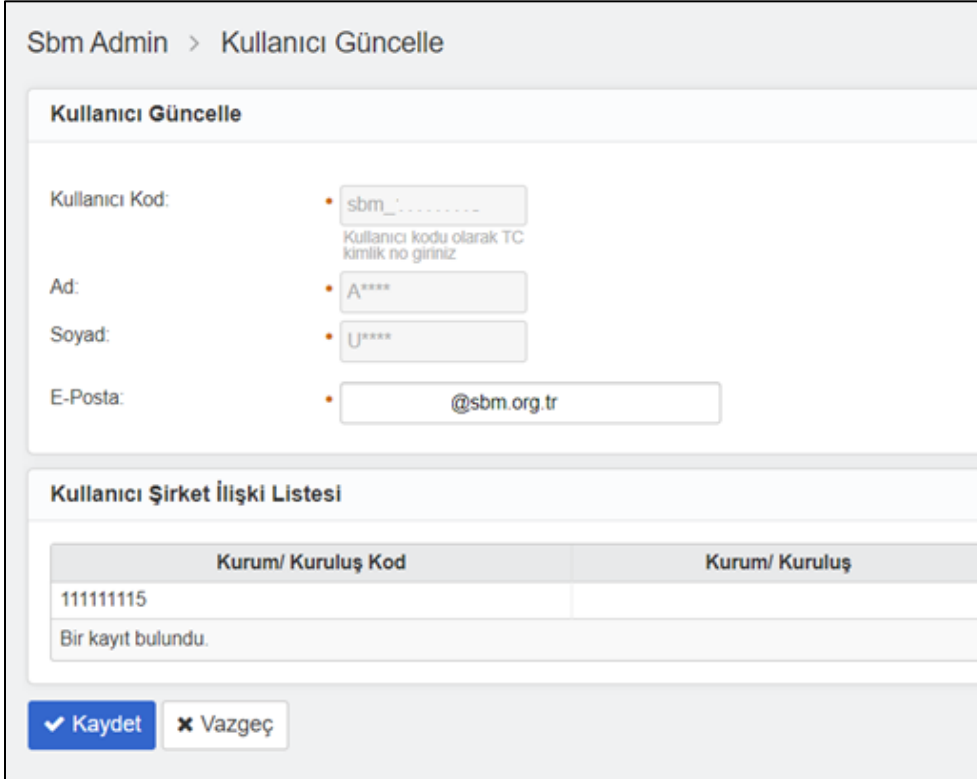 Sbm Admin > Kullanıcı Güncelle
Kullanıcı Güncelle
Kullanıcı Kod:
sbm_
Kullanıcı kodu olarak TC
kimlik no giriniz
Ad:
A****
Soyad:
U****
E-Posta:
@sbm.org.tr
Kullanıcı Şirket İlişki Listesi
Kurum/ Kuruluş Kod Kurum/ Kuruluş
111111115
Bir kayıt bulundu.
Kaydet Vazgeç